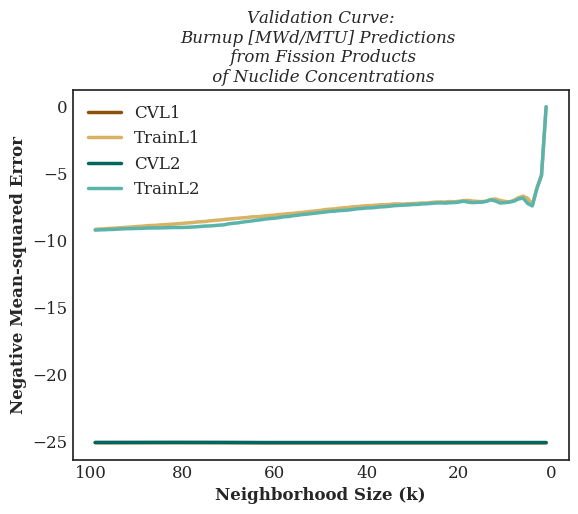 Validation Curve:
Burnup [MWd/MTU] Predictions
from Fission Products
of Nuclide Concentrations
Negative Mean-squared Error
0
−5
−10
−15
−20
−25
CVL1
TrainL1
CVL2
TrainL2
100 80 60 40 20 0
Neighborhood Size (k)